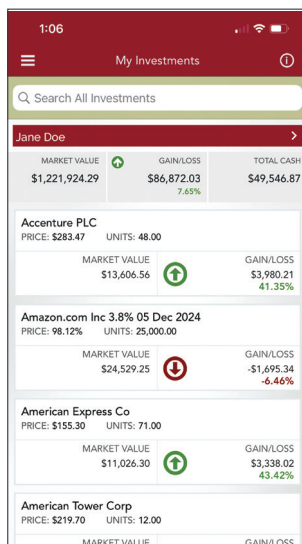 1:06
My Investments
Search All Investments
Jane Doe
MARKET VALUE GAIN/LOSS TOTAL CASH
$1,221,924.29 $86,872.03 $49,546.87
7.65%
Accenture PLC
PRICE: $283.47 UNITS: 48.00
MARKET VALUE GAIN/LOSS
$13,606.56 $3,980.21
41.35%
Amazon.com Inc 3.8% 05 Dec 2024
PRICE: 98.12% UNITS: 25,000.00
MARKET VALUE GAIN/LOSS
$24,529.25 -$1,695.34
-6.46%
American Express Co
PRICE: $155.30 UNITS: 71.00
MARKET VALUE GAIN/LOSS
$11,026.30 $3,338.02
43.42%
American Tower Corp
PRICE: $219.70 UNITS: 12.00
MARKET VALUE GAIN/LOSS